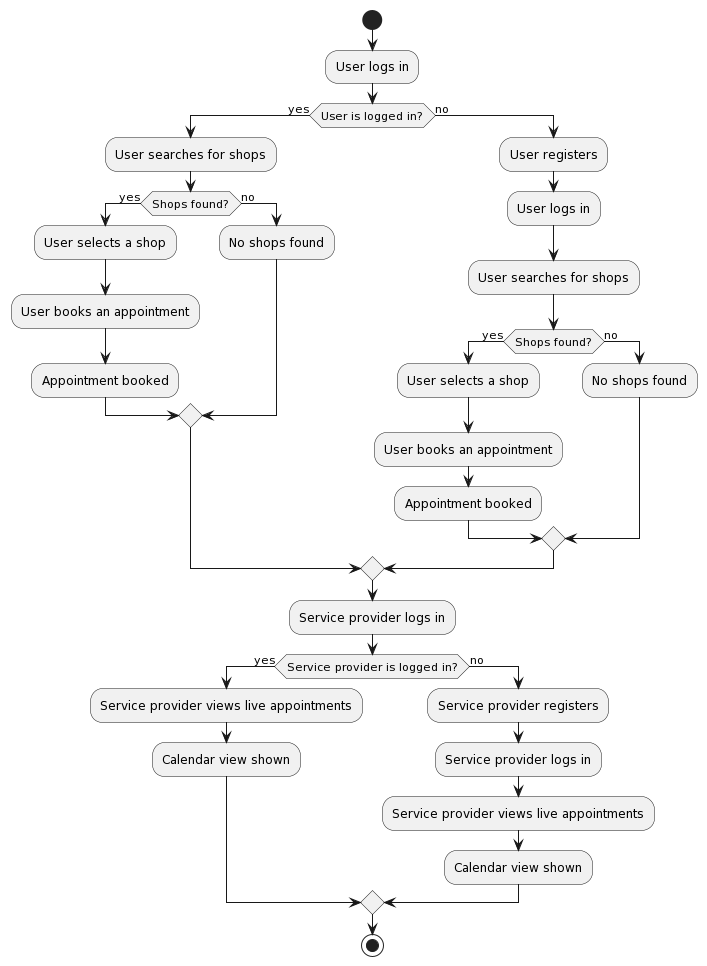 User logs in
yes
User is logged in?
no
User searches for shops
yes
Shops found?
no
User selects a shop
No shops found
User books an appointment
Appointment booked
User registers
User logs in
User searches for shops
yes
Shops found?
no
User selects a shop
No shops found
User books an appointment
Appointment booked
Service provider logs in
yes
Service provider is logged in?
no
Service provider views live appointments
Calendar view shown
Service provider registers
Service provider logs in
Service provider views live appointments
Calendar view shown